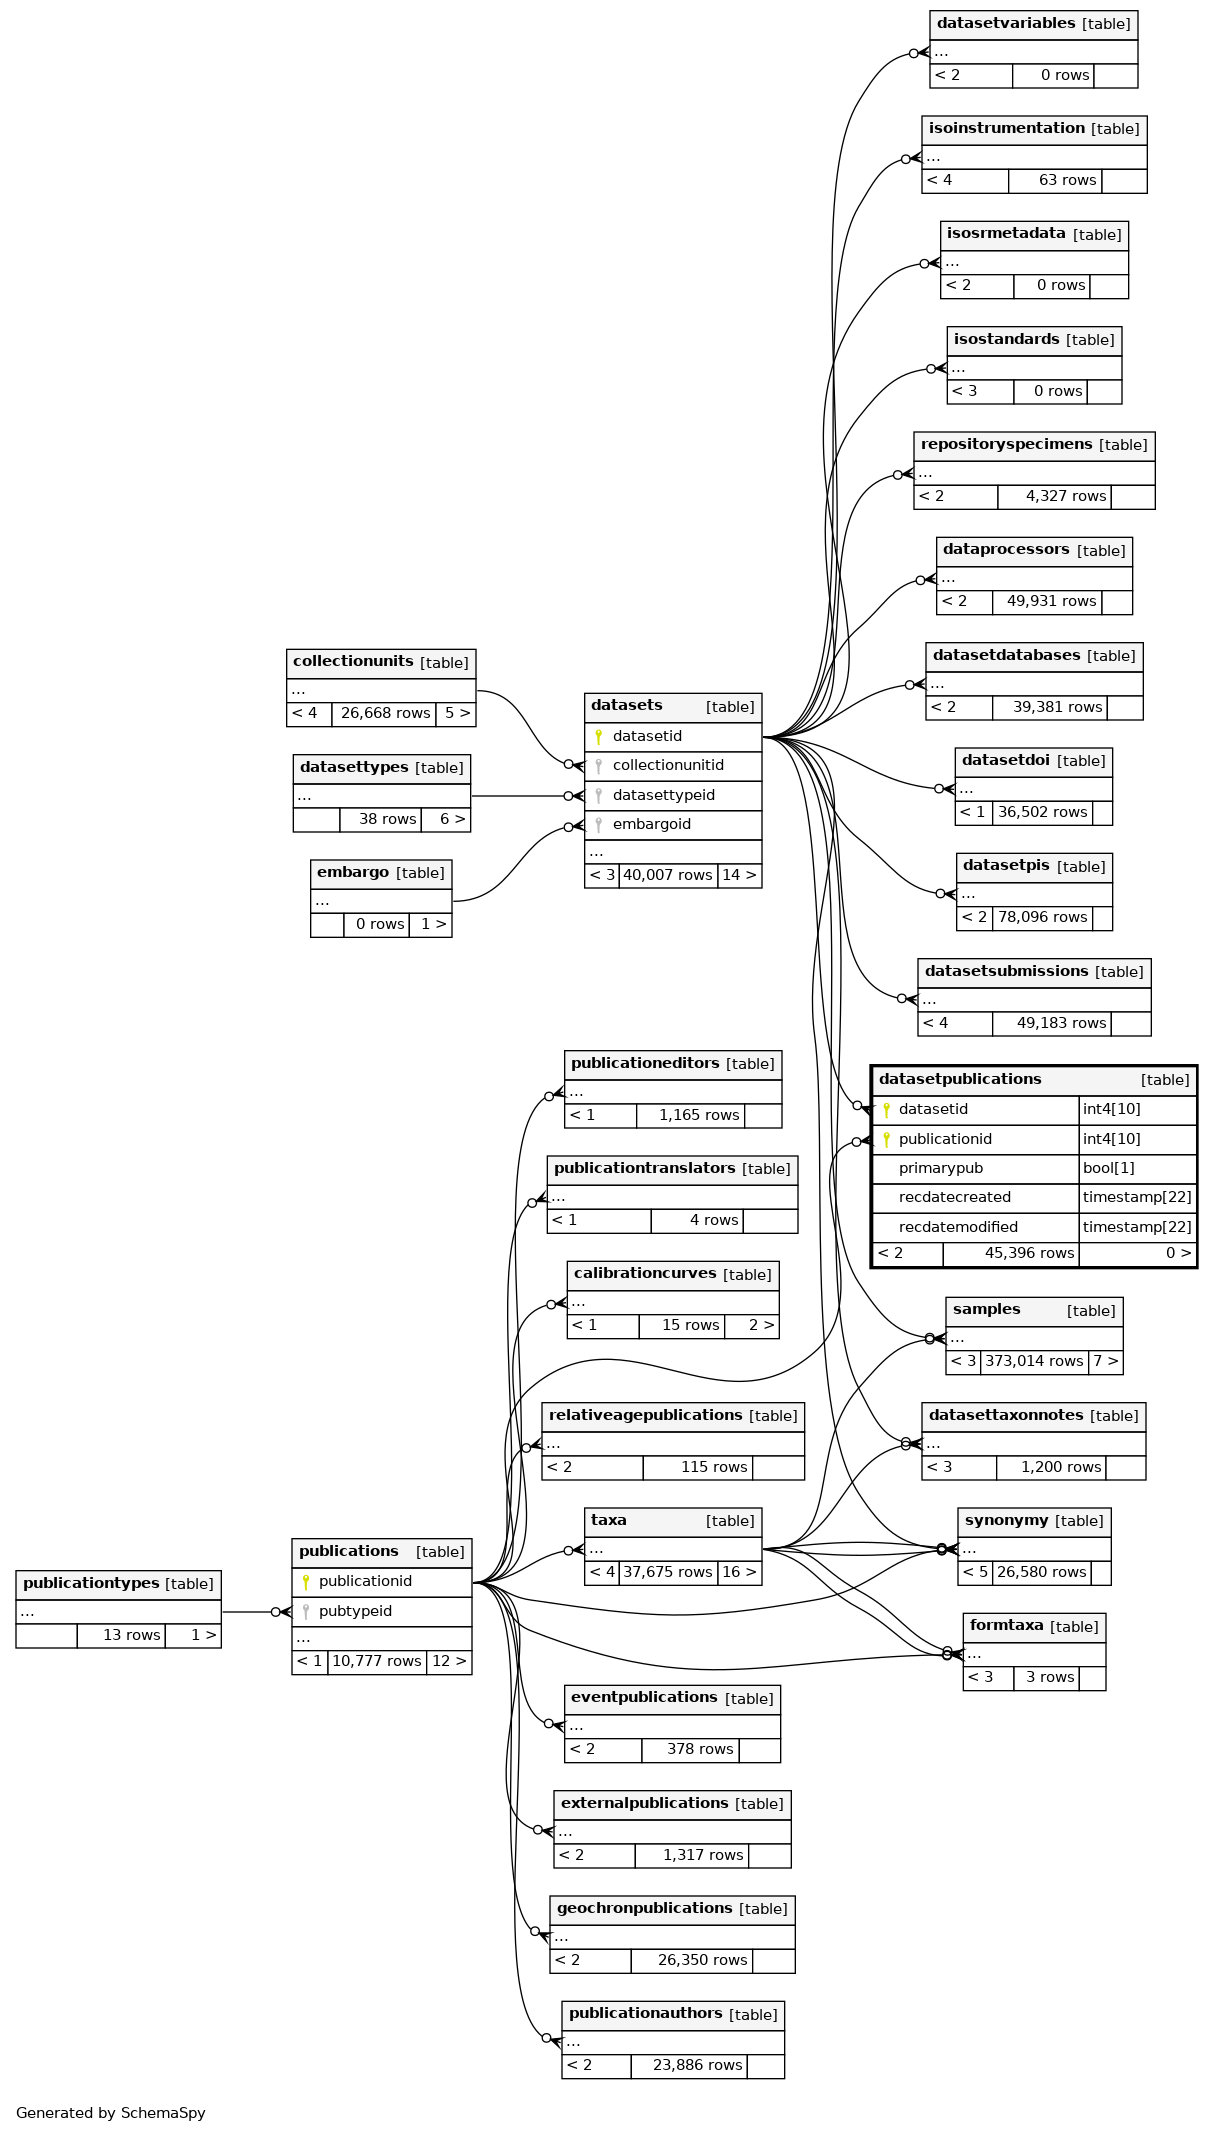 datasetvariables [table]
...
< 2 0 rows
isoinstrumentation [table]
...
< 4 63 rows
isosrmetadata [table]
...
< 2 0 rows
isostandards [table]
...
< 3 0 rows
repositoryspecimens [table]
...
< 2 4,327 rows
dataprocessors [table]
...
< 2 49,931 rows
collectionunits [table]
...
< 4 26,668 rows 5 >
datasettypes [table]
...
38 rows 6 >
embargo [table]
...
0 rows 1 >
datasets [table]
datasetid
collectionunitid
datasettypeid
embargoid
...
< 3 40,007 rows 14 >
datasetdatabases [table]
...
< 2 39,381 rows
datasetdoi [table]
...
< 1 36,502 rows
datasetpis [table]
...
< 2 78,096 rows
datasetsubmissions [table]
...
< 4 49,183 rows
datasetpublications [table]
datasetid int4[10]
publicationid int4[10]
primarypub bool[1]
recdatecreated timestamp[22]
recdatemodified timestamp[22]
< 2 45,396 rows 0 >
publicationeditors [table]
...
< 1 1,165 rows
publicationtranslators [table]
...
< 1 4 rows
calibrationcurves [table]
...
< 1 15 rows 2 >
relativeagepublications [table]
...
< 2 115 rows
taxa [table]
...
< 4 37,675 rows 16 >
samples [table]
...
< 3 373,014 rows 7 >
datasettaxonnotes [table]
...
< 3 1,200 rows
synonymy [table]
...
< 5 26,580 rows
formtaxa [table]
...
< 3 3 rows
publicationtypes [table]
...
13 rows 1 >
publications [table]
publicationid
pubtypeid
...
< 1 10,777 rows 12 >
eventpublications [table]
...
< 2 378 rows
externalpublications [table]
...
< 2 1,317 rows
geochronpublications [table]
...
< 2 26,350 rows
publicationauthors [table]
...
< 2 23,886 rows
Generated by SchemaSpy